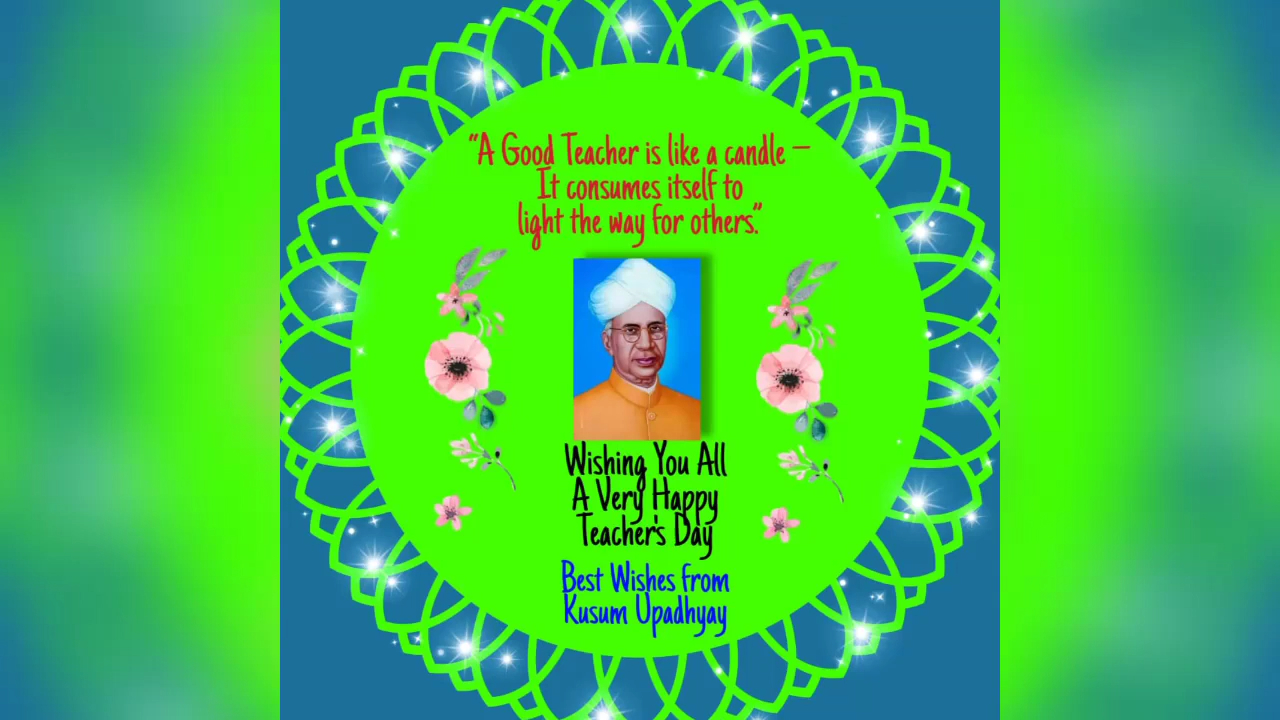 “A Good Teacher is like a candle –
It consumes itself to
light the way for others.”
Wishing You All
A Very Happy
Teacher's Day
Best Wishes from
Kusum Upadhyay